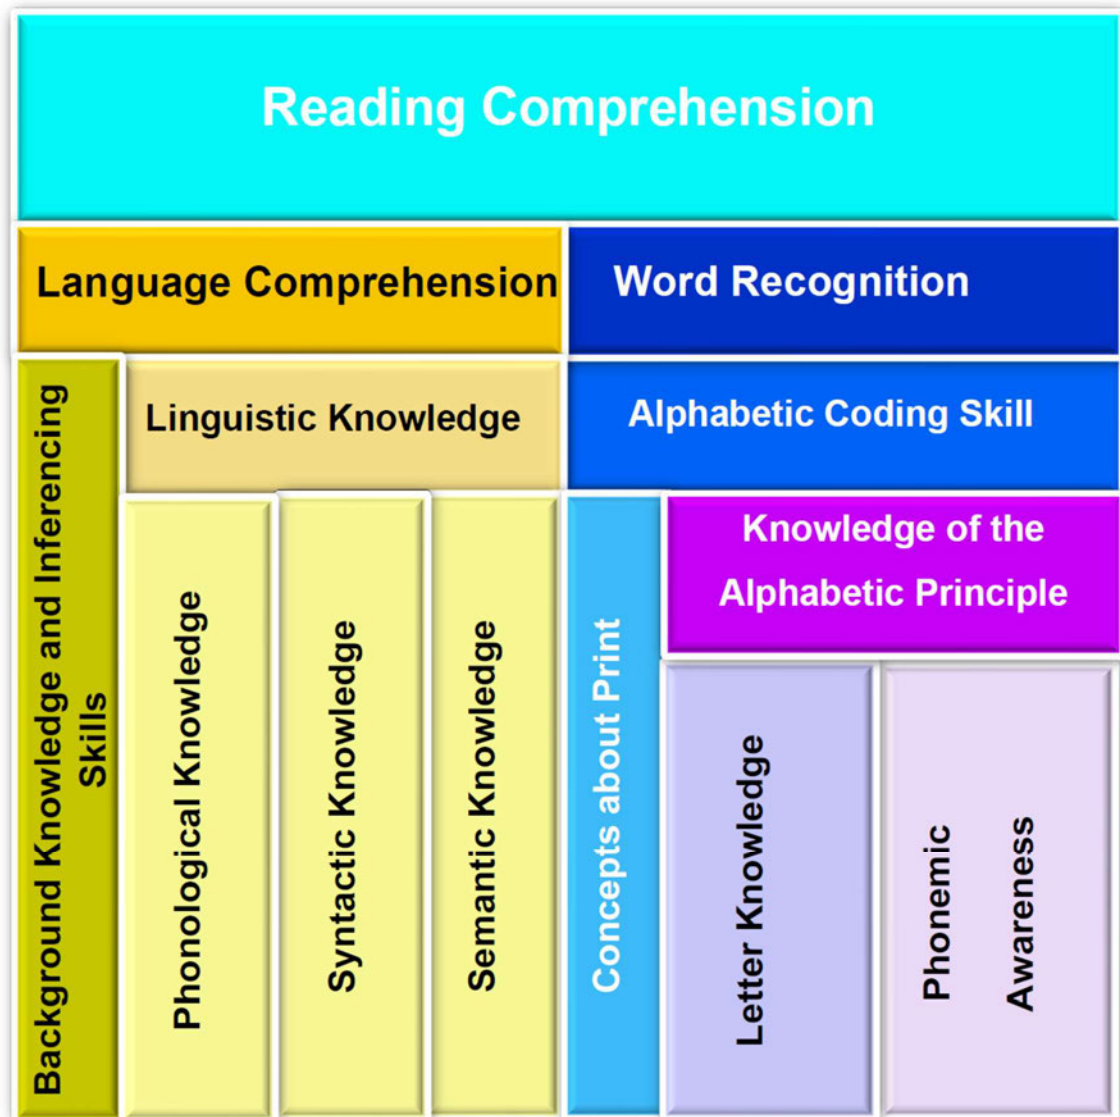 Reading Comprehension
Language Comprehension
Word Recognition
Background Knowledge and Inferencing
Skills
Linguistic Knowledge
Alphabetic Coding Skill
Phonological Knowledge
Syntactic Knowledge
Semantic Knowledge
Concepts about Print
Knowledge of the
Alphabetic Principle
Letter Knowledge
Phonemic
Awareness